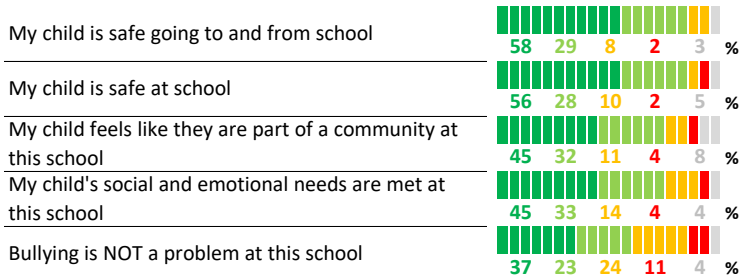 My child is safe going to and from school
58 29 8 2 3 %
My child is safe at school
56 28 10 2 5 %
My child feels like they are part of a community at
this school
45 32 11 4 8 %
My child's social and emotional needs are met at
this school
45 33 14 4 4 %
Bullying is NOT a problem at this school
37 23 24 11 4 %